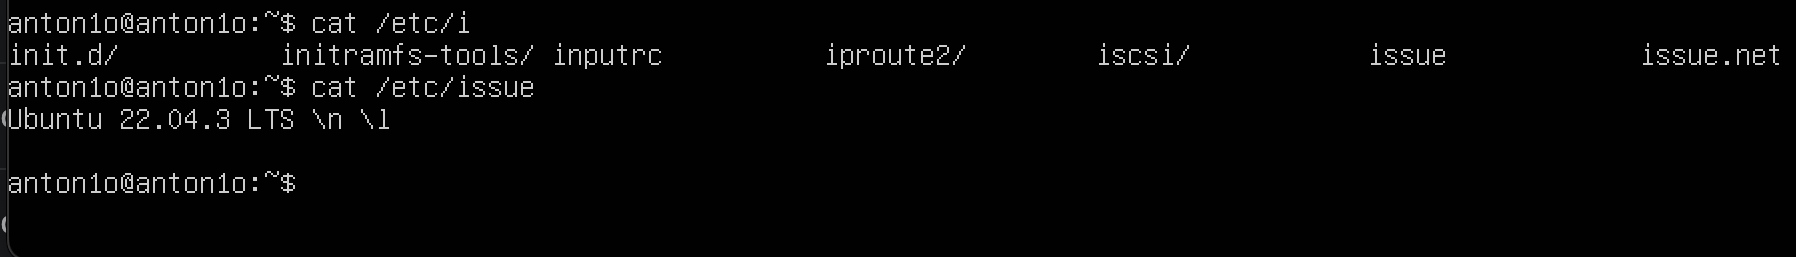 anton1o@anton1o:~$ cat /etc/i
init.d/ initramfs-tools/ inputrc iproute2/ iscsi/ issue issue.net
anton1o@anton1o:~$ cat /etc/issue
Ubuntu 22.04.3 LTS \n \l
anton1o@anton1o:~$